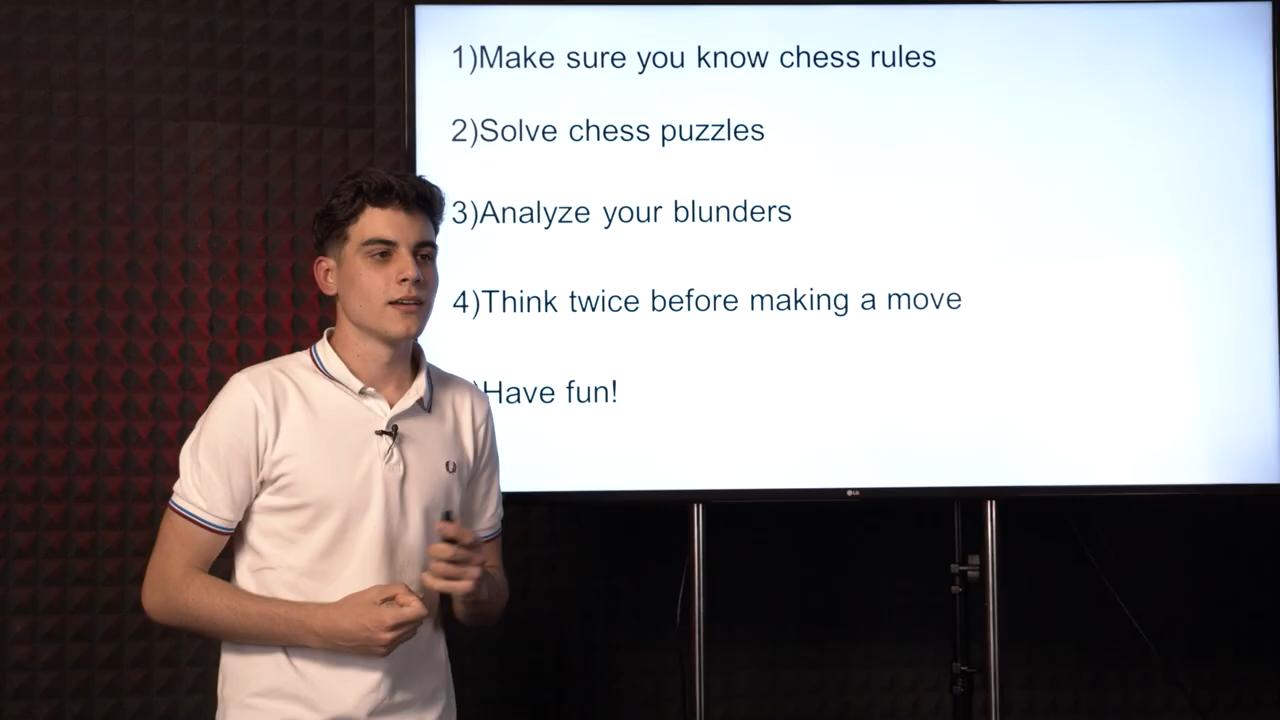 1)Make sure you know chess rules
2)Solve chess puzzles
3)Analyze your blunders
4)Think twice before making a move
)Have fun!
LG